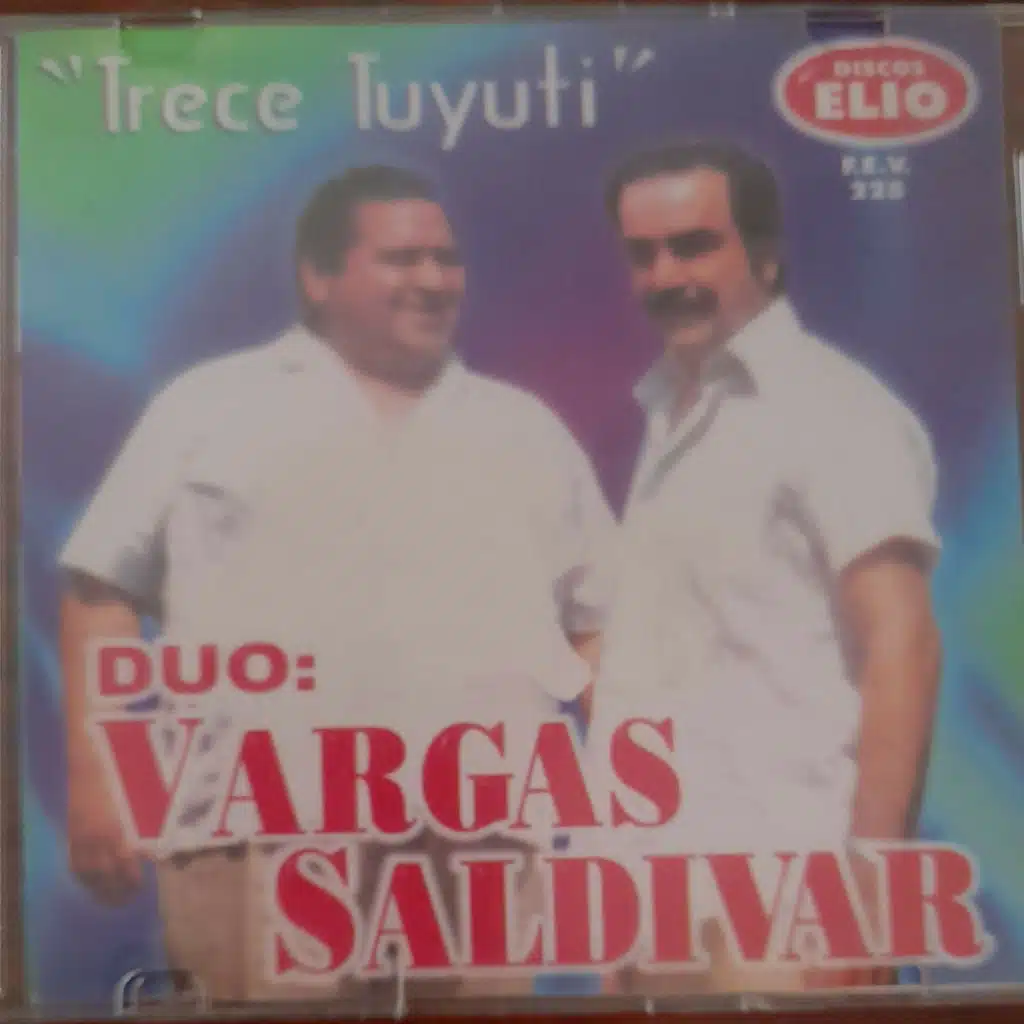 "Trece Tuyuti"
DISCOS
ELIO
F.E.V.
228
DUO:
VARGAS
SALDIVAR